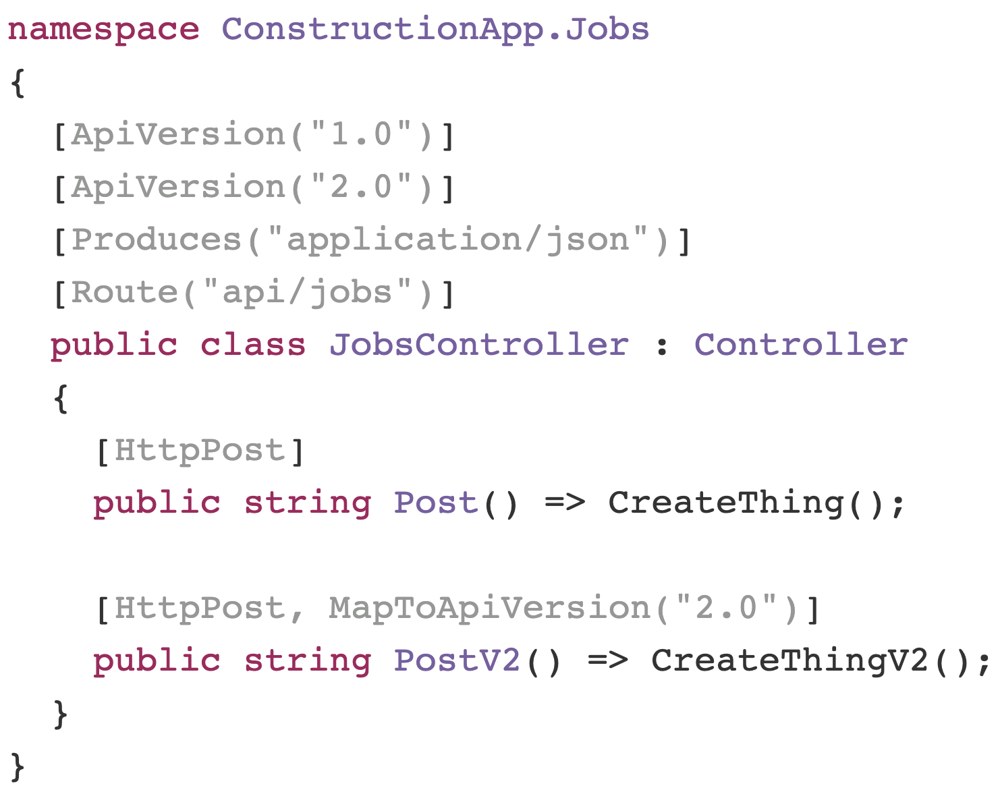 namespace ConstructionApp.Jobs
{
[ApiVersion("1.0")]
[ApiVersion("2.0")]
[Produces("application/json")]
[Route("api/jobs")]
public class JobsController : Controller
{
[HttpPost]
public string Post() => CreateThing();
[HttpPost, MapToApiVersion("2.0")]
public string PostV2() => CreateThingV2();
}
}